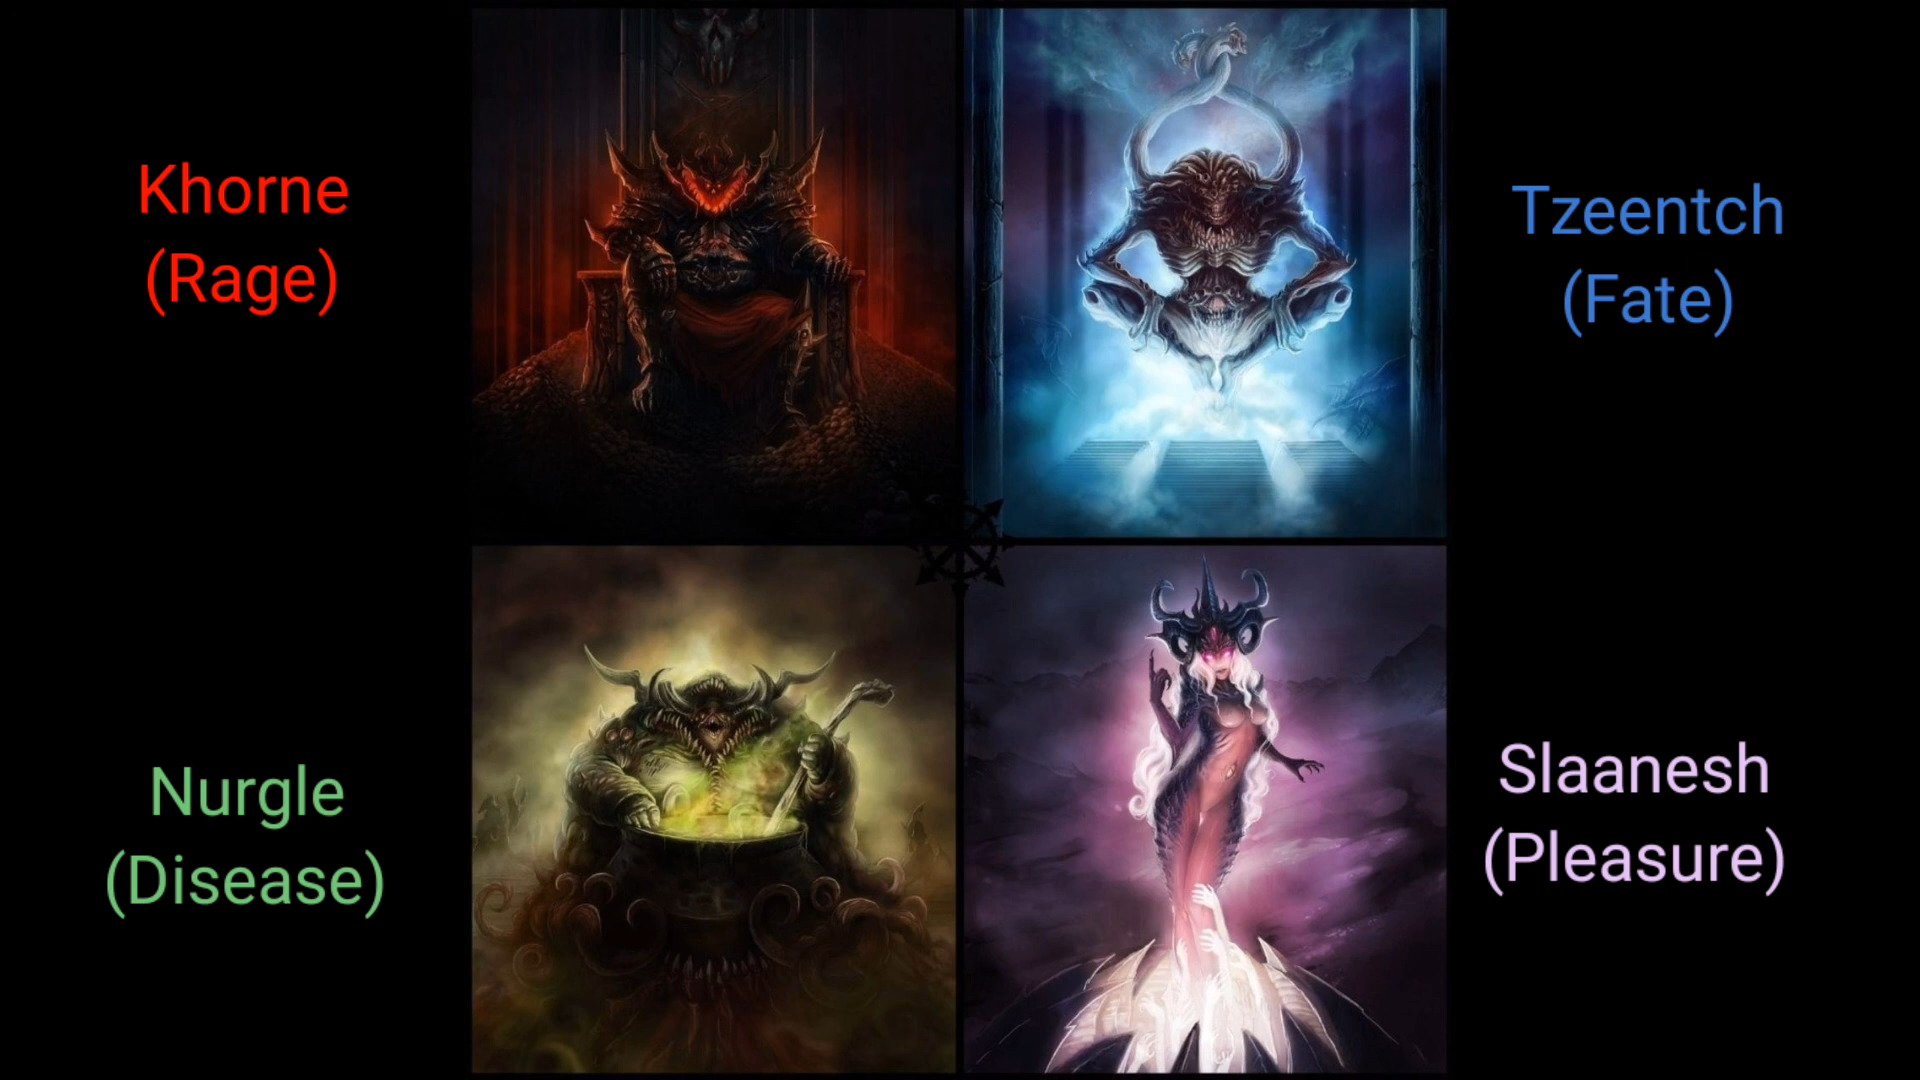 Khorne
(Rage)
Tzeentch
(Fate)
Nurgle
(Disease)
Slaanesh
(Pleasure)